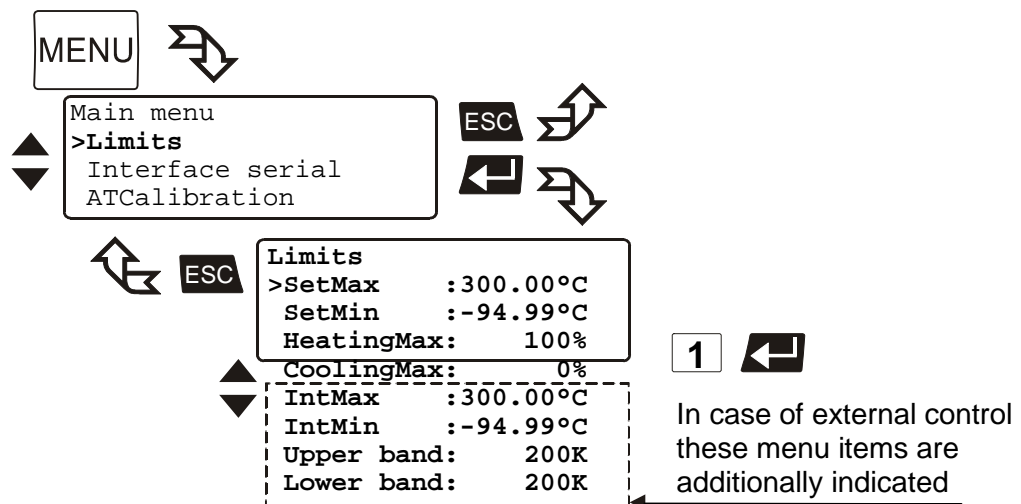 MENU
Main menu
>Limits
Interface serial
ATCalibration
ESC
ESC
Limits
>SetMax :300.00°C
SetMin :-94.99°C
HeatingMax: 100%
CoolingMax: 0%
IntMax :300.00°C
IntMin :-94.99°C
Upper band: 200K
Lower band: 200K
1
In case of external control
these menu items are
additionally indicated